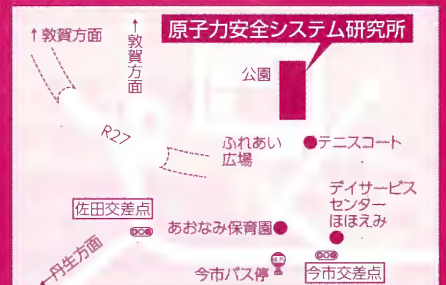 ↑敦賀方面
↑敦賀方面
原子力安全システム研究所
公園
R27
ふれあい
広場
テニスコート
デイサービス
センター
ほほえみ
佐田交差点
あおなみ保育園
←丹生方面
今市バス停
今市交差点